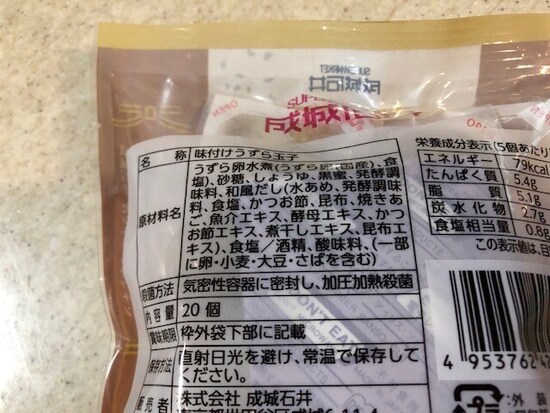 SUPERMARKET
成城石井
OPEN
SUPE
成城石井
名　称 味付けうずら玉子
原材料名 うずら卵水煮(うずら卵(国産)、食
塩)、砂糖、しょうゆ、黒蜜、発酵調
味料、和風だし(水あめ、発酵調味
料、食塩、かつお節、昆布、焼きあ
ご、魚介エキス、酵母エキス、かつ
お節エキス、煮干しエキス、昆布エ
キス)、食塩／酒精、酸味料、(一部
に卵・小麦・大豆・さばを含む)
殺菌方法 気密性容器に密封し、加圧加熱殺菌
内容量 20個
賞味期限 枠外袋下部に記載
保存方法 直射日光を避け、常温で保存して
ください。
販売者 株式会社 成城石井
栄養成分表示(5個あたり)
エネルギー 79kcal
たんぱく質 5.4g
脂　質 5.1g
炭水化物 2.7g
食塩相当量 0.8g
この表示値は、目
DON'T EAT
4 953762